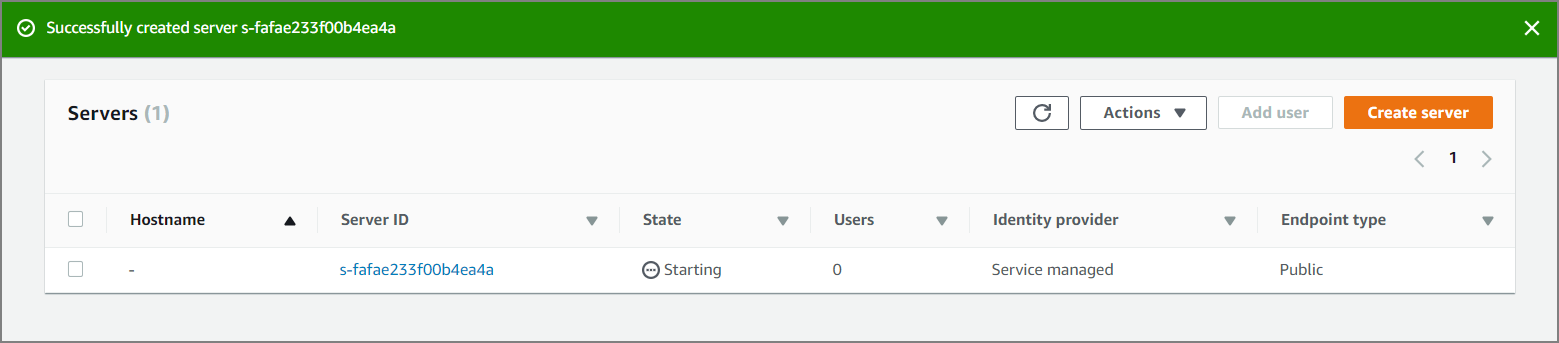 Successfully created server s-fafae233f00b4ea4a
Servers (1) Actions Add user Create server
1
Hostname Server ID State Users Identity provider Endpoint type
- s-fafae233f00b4ea4a Starting 0 Service managed Public